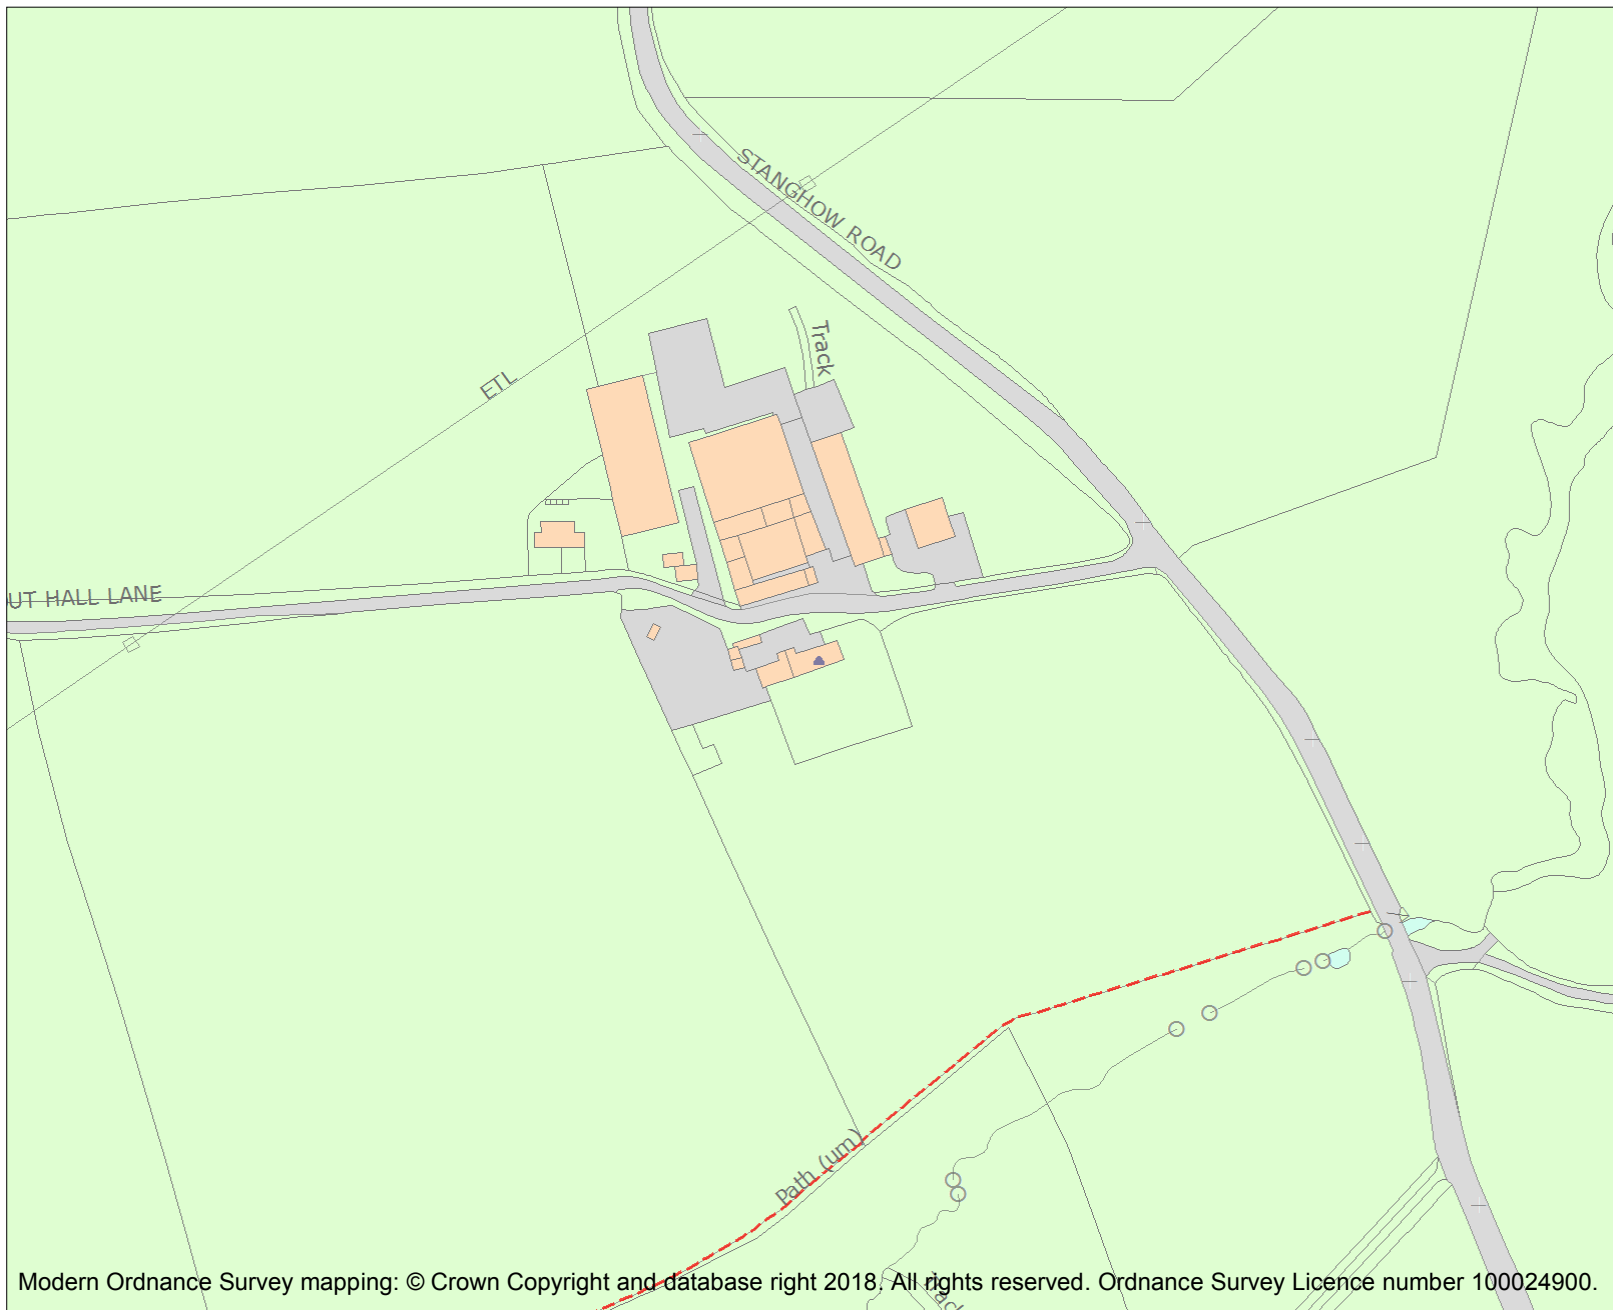 STANGHOW ROAD
Track
ETL
UT HALL LANE
Path (um)
Track
Modern Ordnance Survey mapping: © Crown Copyright and database right 2018. All rights reserved. Ordnance Survey Licence number 100024900.